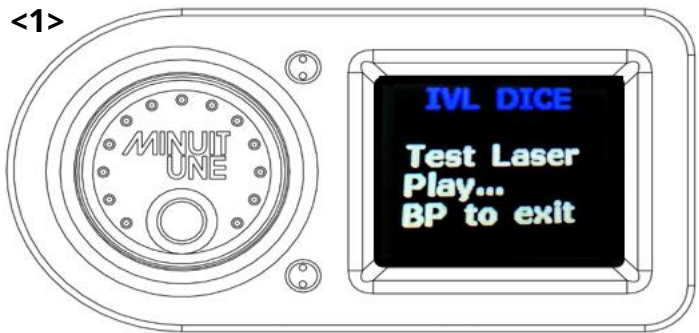 <1>
MINUIT
UNE
IVL DICE
Test Laser
Play...
BP to exit